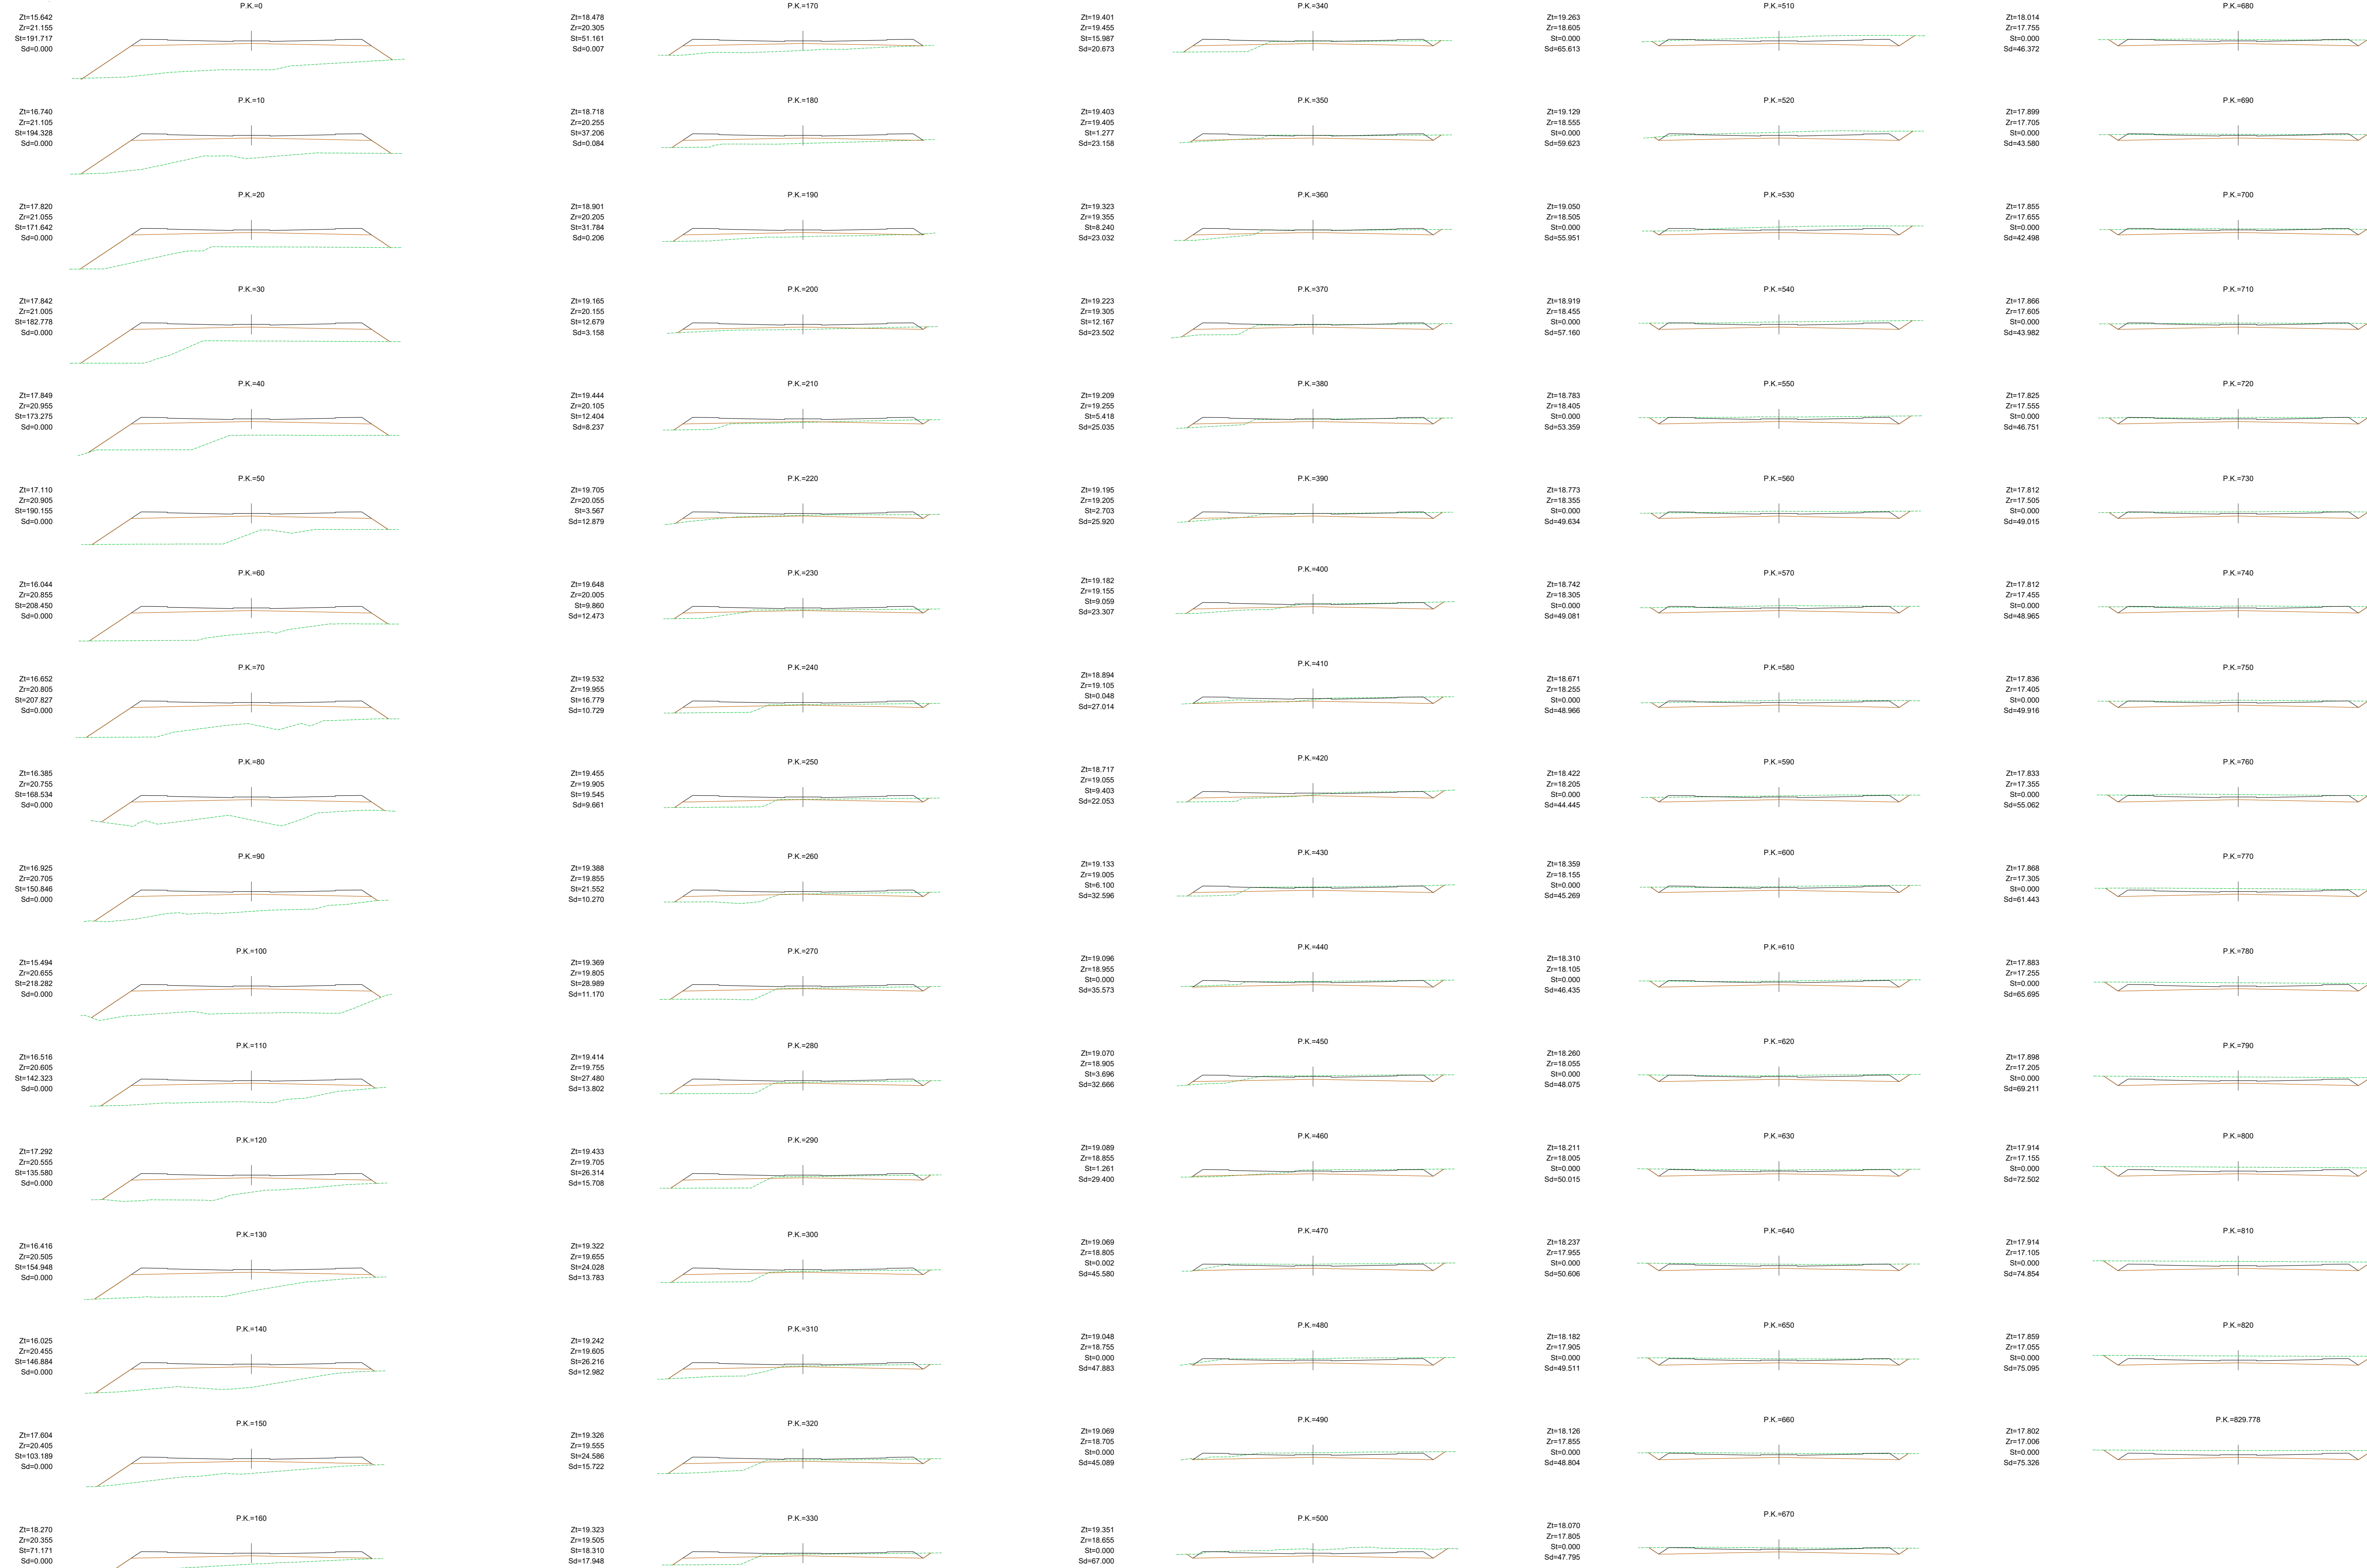 P.K.=0
Zt=15.642
Zr=21.155
St=191.717
Sd=0.000
P.K.=10
Zt=16.740
Zr=21.105
St=194.328
Sd=0.000
P.K.=20
Zt=17.820
Zr=21.055
St=171.642
Sd=0.000
P.K.=30
Zt=17.842
Zr=21.005
St=182.778
Sd=0.000
P.K.=40
Zt=17.849
Zr=20.955
St=173.275
Sd=0.000
P.K.=50
Zt=17.110
Zr=20.905
St=190.155
Sd=0.000
P.K.=60
Zt=16.044
Zr=20.855
St=208.450
Sd=0.000
P.K.=70
Zt=16.652
Zr=20.805
St=207.827
Sd=0.000
P.K.=80
Zt=16.385
Zr=20.755
St=168.534
Sd=0.000
P.K.=90
Zt=16.925
Zr=20.705
St=150.846
Sd=0.000
P.K.=100
Zt=15.494
Zr=20.655
St=218.282
Sd=0.000
P.K.=110
Zt=16.516
Zr=20.605
St=142.323
Sd=0.000
P.K.=120
Zt=17.292
Zr=20.555
St=135.580
Sd=0.000
P.K.=130
Zt=16.416
Zr=20.505
St=154.948
Sd=0.000
P.K.=140
Zt=16.025
Zr=20.455
St=146.884
Sd=0.000
P.K.=150
Zt=17.604
Zr=20.405
St=103.189
Sd=0.000
P.K.=160
Zt=18.270
Zr=20.355
St=71.171
Sd=0.000
P.K.=170
Zt=18.478
Zr=20.305
St=51.161
Sd=0.007
P.K.=180
Zt=18.718
Zr=20.255
St=37.206
Sd=0.084
P.K.=190
Zt=18.901
Zr=20.205
St=31.784
Sd=0.206
P.K.=200
Zt=19.165
Zr=20.155
St=12.679
Sd=3.158
P.K.=210
Zt=19.444
Zr=20.105
St=12.404
Sd=8.237
P.K.=220
Zt=19.705
Zr=20.055
St=3.567
Sd=12.879
P.K.=230
Zt=19.648
Zr=20.005
St=9.860
Sd=12.473
P.K.=240
Zt=19.532
Zr=19.955
St=16.779
Sd=10.729
P.K.=250
Zt=19.455
Zr=19.905
St=19.545
Sd=9.661
P.K.=260
Zt=19.388
Zr=19.855
St=21.552
Sd=10.270
P.K.=270
Zt=19.369
Zr=19.805
St=28.989
Sd=11.170
P.K.=280
Zt=19.414
Zr=19.755
St=27.480
Sd=13.802
P.K.=290
Zt=19.433
Zr=19.705
St=26.314
Sd=15.708
P.K.=300
Zt=19.322
Zr=19.655
St=24.028
Sd=13.783
P.K.=310
Zt=19.242
Zr=19.605
St=26.216
Sd=12.982
P.K.=320
Zt=19.326
Zr=19.555
St=24.586
Sd=15.722
P.K.=330
Zt=19.323
Zr=19.505
St=18.310
Sd=17.948
P.K.=340
Zt=19.401
Zr=19.455
St=15.987
Sd=20.673
P.K.=350
Zt=19.403
Zr=19.405
St=1.277
Sd=23.158
P.K.=360
Zt=19.323
Zr=19.355
St=8.240
Sd=23.032
P.K.=370
Zt=19.223
Zr=19.305
St=12.167
Sd=23.502
P.K.=380
Zt=19.209
Zr=19.255
St=5.418
Sd=25.035
P.K.=390
Zt=19.195
Zr=19.205
St=2.703
Sd=25.920
P.K.=400
Zt=19.182
Zr=19.155
St=9.059
Sd=23.307
P.K.=410
Zt=18.894
Zr=19.105
St=0.048
Sd=27.014
P.K.=420
Zt=18.717
Zr=19.055
St=9.403
Sd=22.053
P.K.=430
Zt=19.133
Zr=19.005
St=6.100
Sd=32.596
P.K.=440
Zt=19.096
Zr=18.955
St=0.000
Sd=35.573
P.K.=450
Zt=19.070
Zr=18.905
St=3.696
Sd=32.666
P.K.=460
Zt=19.089
Zr=18.855
St=1.261
Sd=29.400
P.K.=470
Zt=19.069
Zr=18.805
St=0.002
Sd=45.580
P.K.=480
Zt=19.048
Zr=18.755
St=0.000
Sd=47.883
P.K.=490
Zt=19.069
Zr=18.705
St=0.000
Sd=45.089
P.K.=500
Zt=19.351
Zr=18.655
St=0.000
Sd=67.000
P.K.=510
Zt=19.263
Zr=18.605
St=0.000
Sd=65.613
P.K.=520
Zt=19.129
Zr=18.555
St=0.000
Sd=59.623
P.K.=530
Zt=19.050
Zr=18.505
St=0.000
Sd=55.951
P.K.=540
Zt=18.919
Zr=18.455
St=0.000
Sd=57.160
P.K.=550
Zt=18.783
Zr=18.405
St=0.000
Sd=53.359
P.K.=560
Zt=18.773
Zr=18.355
St=0.000
Sd=49.634
P.K.=570
Zt=18.742
Zr=18.305
St=0.000
Sd=49.081
P.K.=580
Zt=18.671
Zr=18.255
St=0.000
Sd=48.966
P.K.=590
Zt=18.422
Zr=18.205
St=0.000
Sd=44.445
P.K.=600
Zt=18.359
Zr=18.155
St=0.000
Sd=45.269
P.K.=610
Zt=18.310
Zr=18.105
St=0.000
Sd=46.435
P.K.=620
Zt=18.260
Zr=18.055
St=0.000
Sd=48.075
P.K.=630
Zt=18.211
Zr=18.005
St=0.000
Sd=50.015
P.K.=640
Zt=18.237
Zr=17.955
St=0.000
Sd=50.606
P.K.=650
Zt=18.182
Zr=17.905
St=0.000
Sd=49.511
P.K.=660
Zt=18.126
Zr=17.855
St=0.000
Sd=48.804
P.K.=670
Zt=18.070
Zr=17.805
St=0.000
Sd=47.795
P.K.=680
Zt=18.014
Zr=17.755
St=0.000
Sd=46.372
P.K.=690
Zt=17.899
Zr=17.705
St=0.000
Sd=43.580
P.K.=700
Zt=17.855
Zr=17.655
St=0.000
Sd=42.498
P.K.=710
Zt=17.866
Zr=17.605
St=0.000
Sd=43.982
P.K.=720
Zt=17.825
Zr=17.555
St=0.000
Sd=46.751
P.K.=730
Zt=17.812
Zr=17.505
St=0.000
Sd=49.015
P.K.=740
Zt=17.812
Zr=17.455
St=0.000
Sd=48.965
P.K.=750
Zt=17.836
Zr=17.405
St=0.000
Sd=49.916
P.K.=760
Zt=17.833
Zr=17.355
St=0.000
Sd=55.062
P.K.=770
Zt=17.868
Zr=17.305
St=0.000
Sd=61.443
P.K.=780
Zt=17.883
Zr=17.255
St=0.000
Sd=65.695
P.K.=790
Zt=17.898
Zr=17.205
St=0.000
Sd=69.211
P.K.=800
Zt=17.914
Zr=17.155
St=0.000
Sd=72.502
P.K.=810
Zt=17.914
Zr=17.105
St=0.000
Sd=74.854
P.K.=820
Zt=17.859
Zr=17.055
St=0.000
Sd=75.095
P.K.=829.778
Zt=17.802
Zr=17.006
St=0.000
Sd=75.326